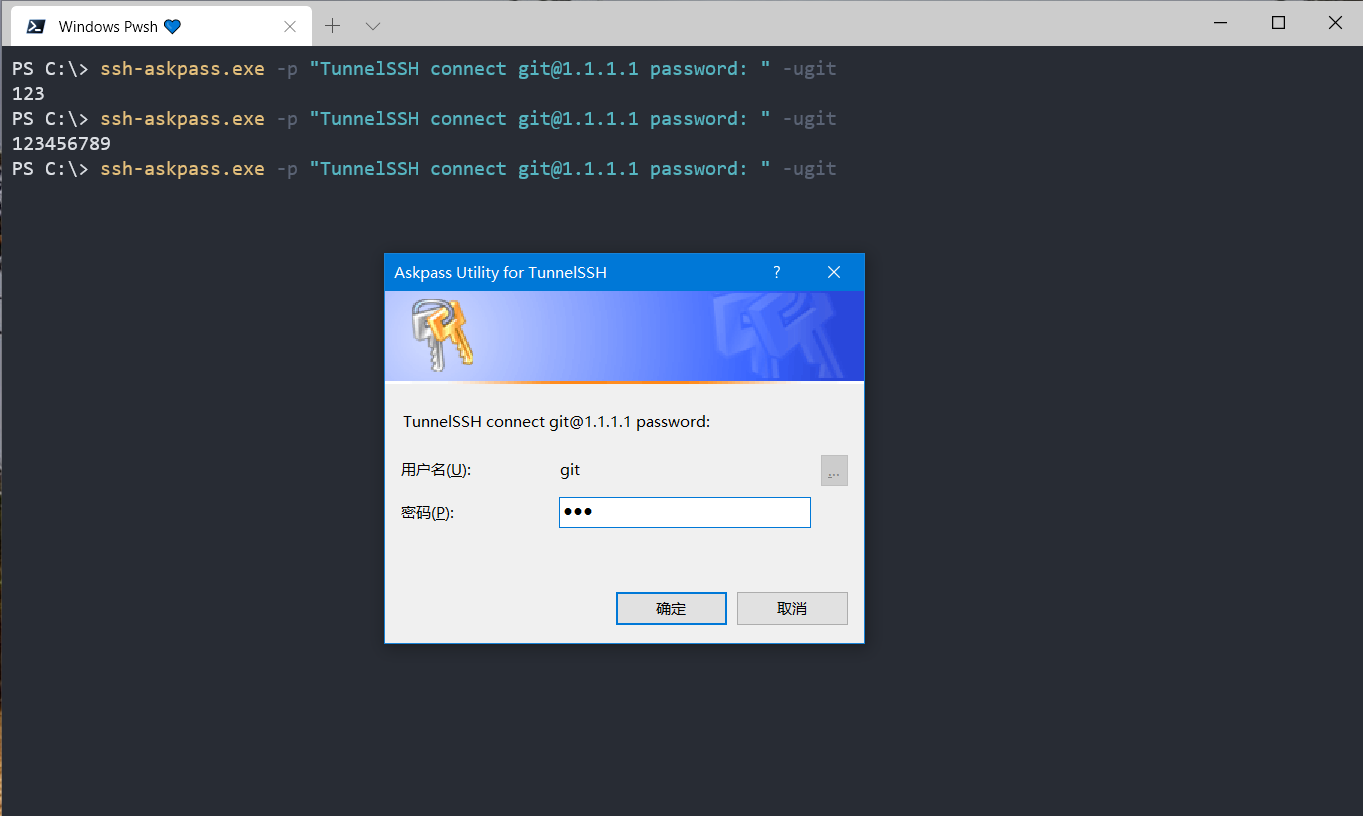 Windows Pwsh 💙
PS C:\> ssh-askpass.exe -p "TunnelSSH connect git@1.1.1.1 password: " -ugit
123
PS C:\> ssh-askpass.exe -p "TunnelSSH connect git@1.1.1.1 password: " -ugit
123456789
PS C:\> ssh-askpass.exe -p "TunnelSSH connect git@1.1.1.1 password: " -ugit
Askpass Utility for TunnelSSH ?
TunnelSSH connect git@1.1.1.1 password:
用户名(U): git ...
密码(P): ●●●
确定 取消